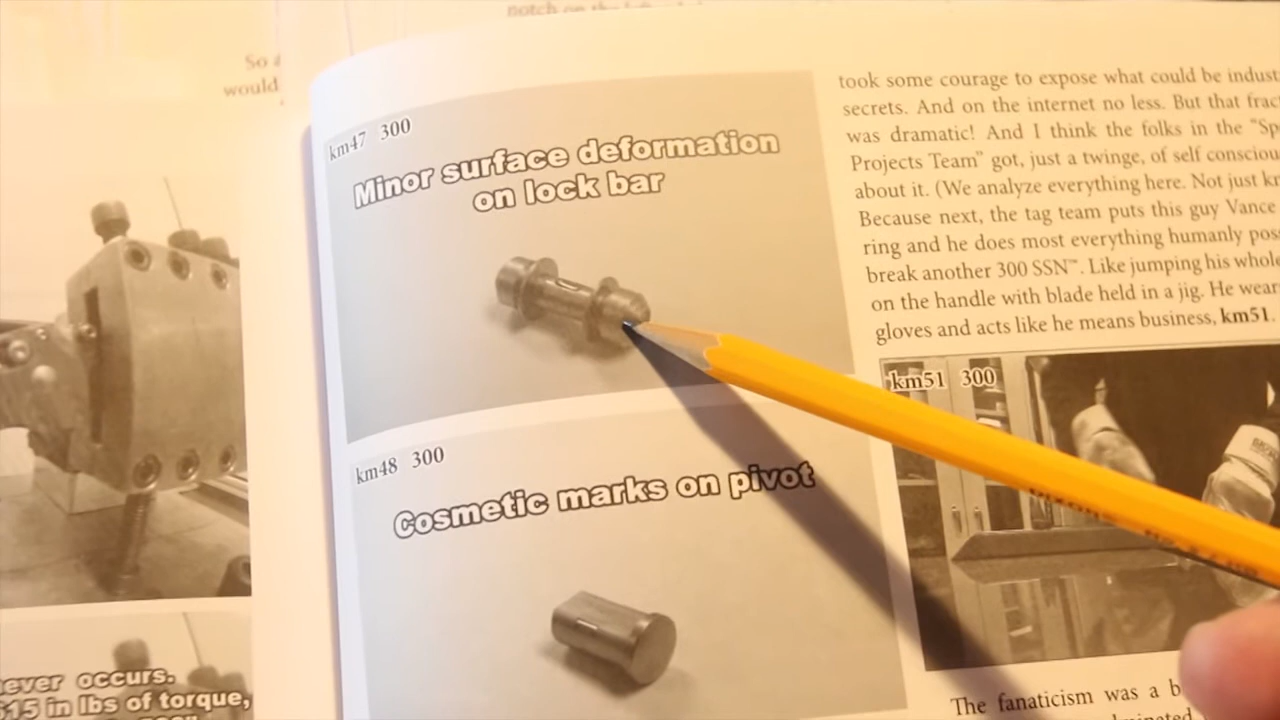 notch on the
So
would
ever occurs.
615 in lbs of torque,
km47 300
Minor surface deformation
on lock bar
km48 300
Cosmetic marks on pivot
took some courage to expose what could be indust
secrets. And on the internet no less. But that frac
was dramatic! And I think the folks in the "Sp
Projects Team" got, just a twinge, of self consciou
about it. (We analyze everything here. Not just kn
Because next, the tag team puts this guy Vance
ring and he does most everything humanly pos
break another 300 SSN™. Like jumping his whole
on the handle with blade held in a jig. He wear
gloves and acts like he means business, km51.
km51 300
The fanaticism was a b